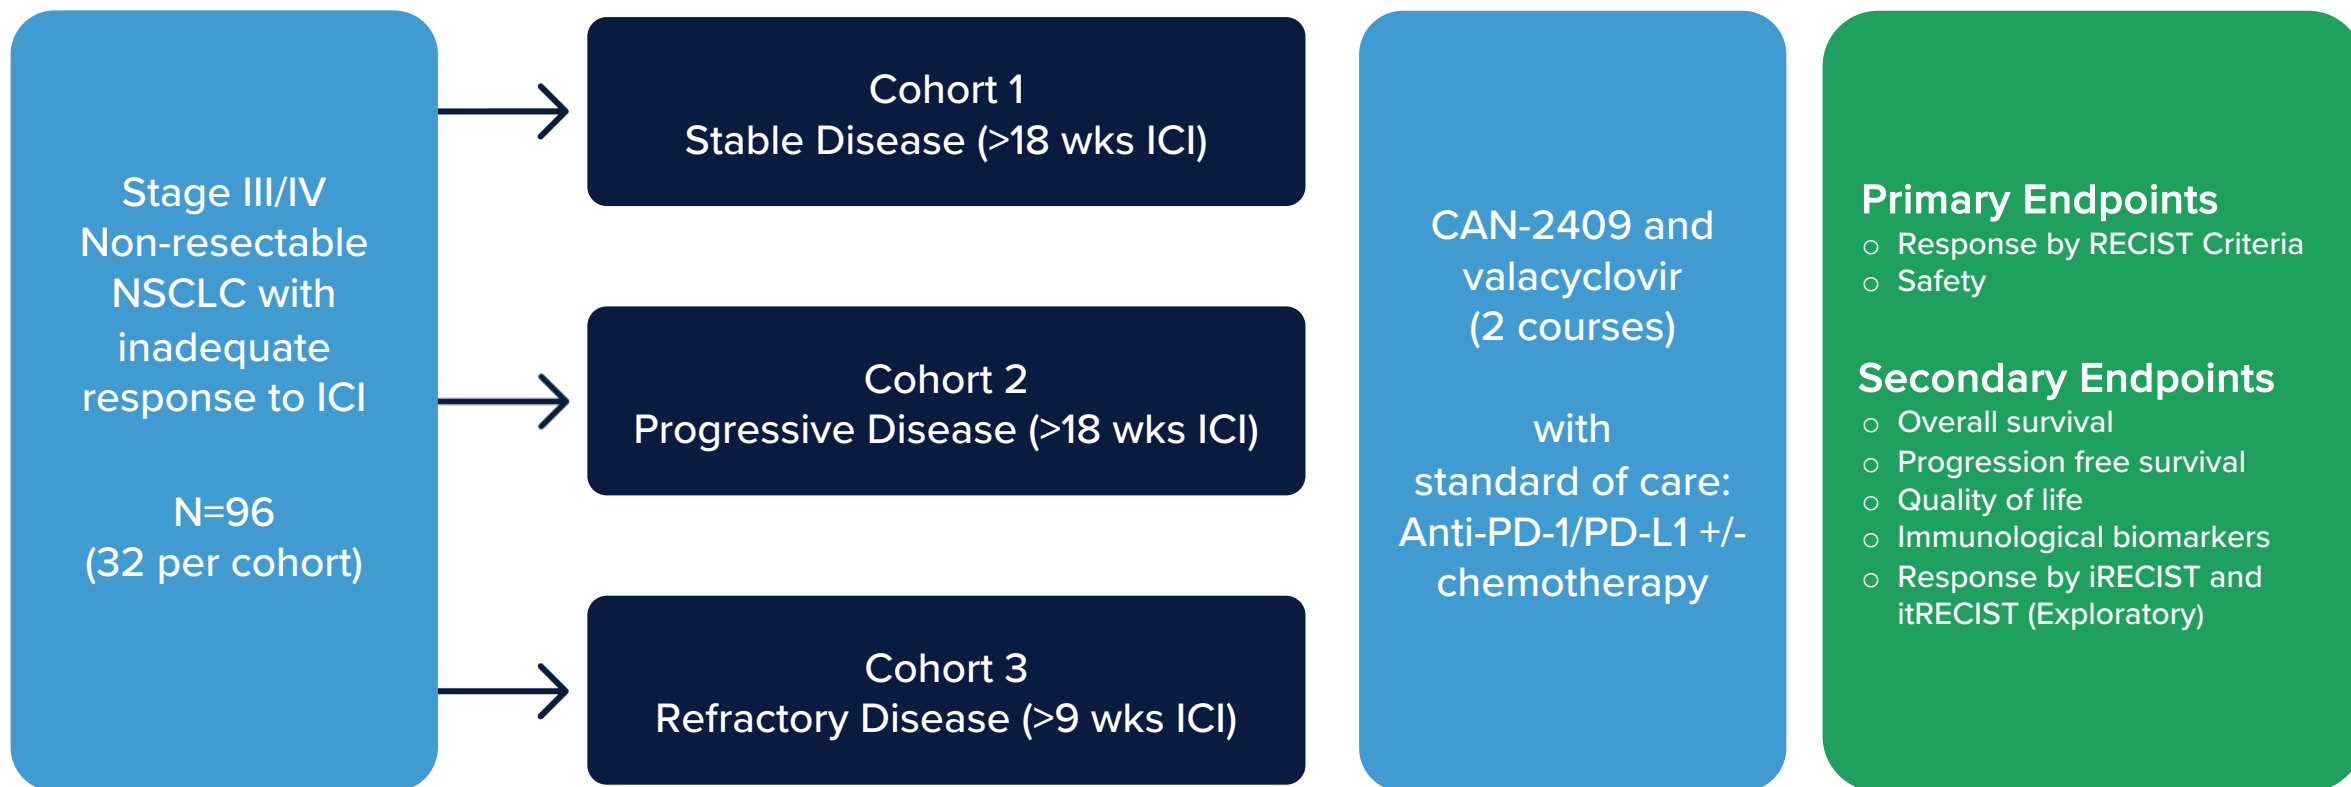 Stage III/IV
Non-resectable
NSCLC with
inadequate
response to ICI
N=96
(32 per cohort)
Cohort 1
Stable Disease (>18 wks ICI)
Cohort 2
Progressive Disease (>18 wks ICI)
Cohort 3
Refractory Disease (>9 wks ICI)
CAN-2409 and
valacyclovir
(2 courses)
with
standard of care:
Anti-PD-1/PD-L1 +/-
chemotherapy
Primary Endpoints
○ Response by RECIST Criteria
○ Safety
Secondary Endpoints
○ Overall survival
○ Progression free survival
○ Quality of life
○ Immunological biomarkers
○ Response by iRECIST and
itRECIST (Exploratory)